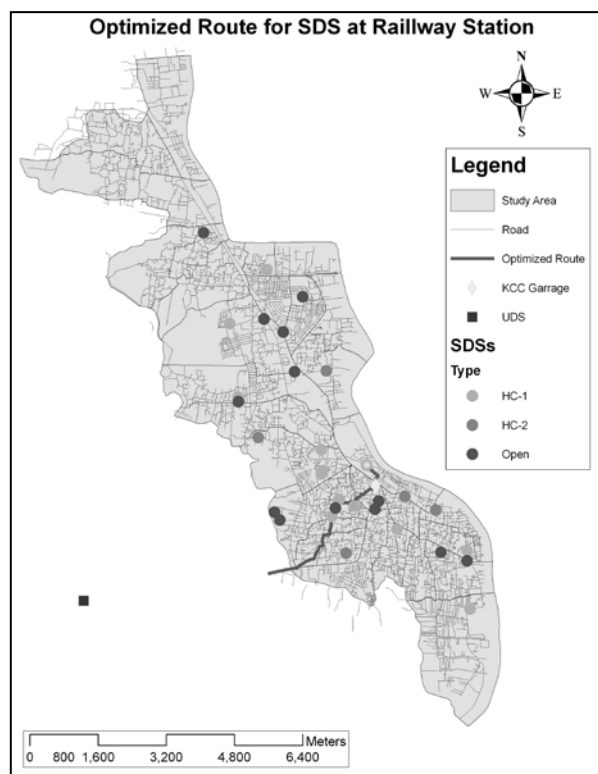 Optimized Route for SDS at Raillway Station
N
W E
S
Legend
Study Area
Road
Optimized Route
KCC Garrage
UDS
SDSs
Type
HC-1
HC-2
Open
Meters
0 800 1,600 3,200 4,800 6,400